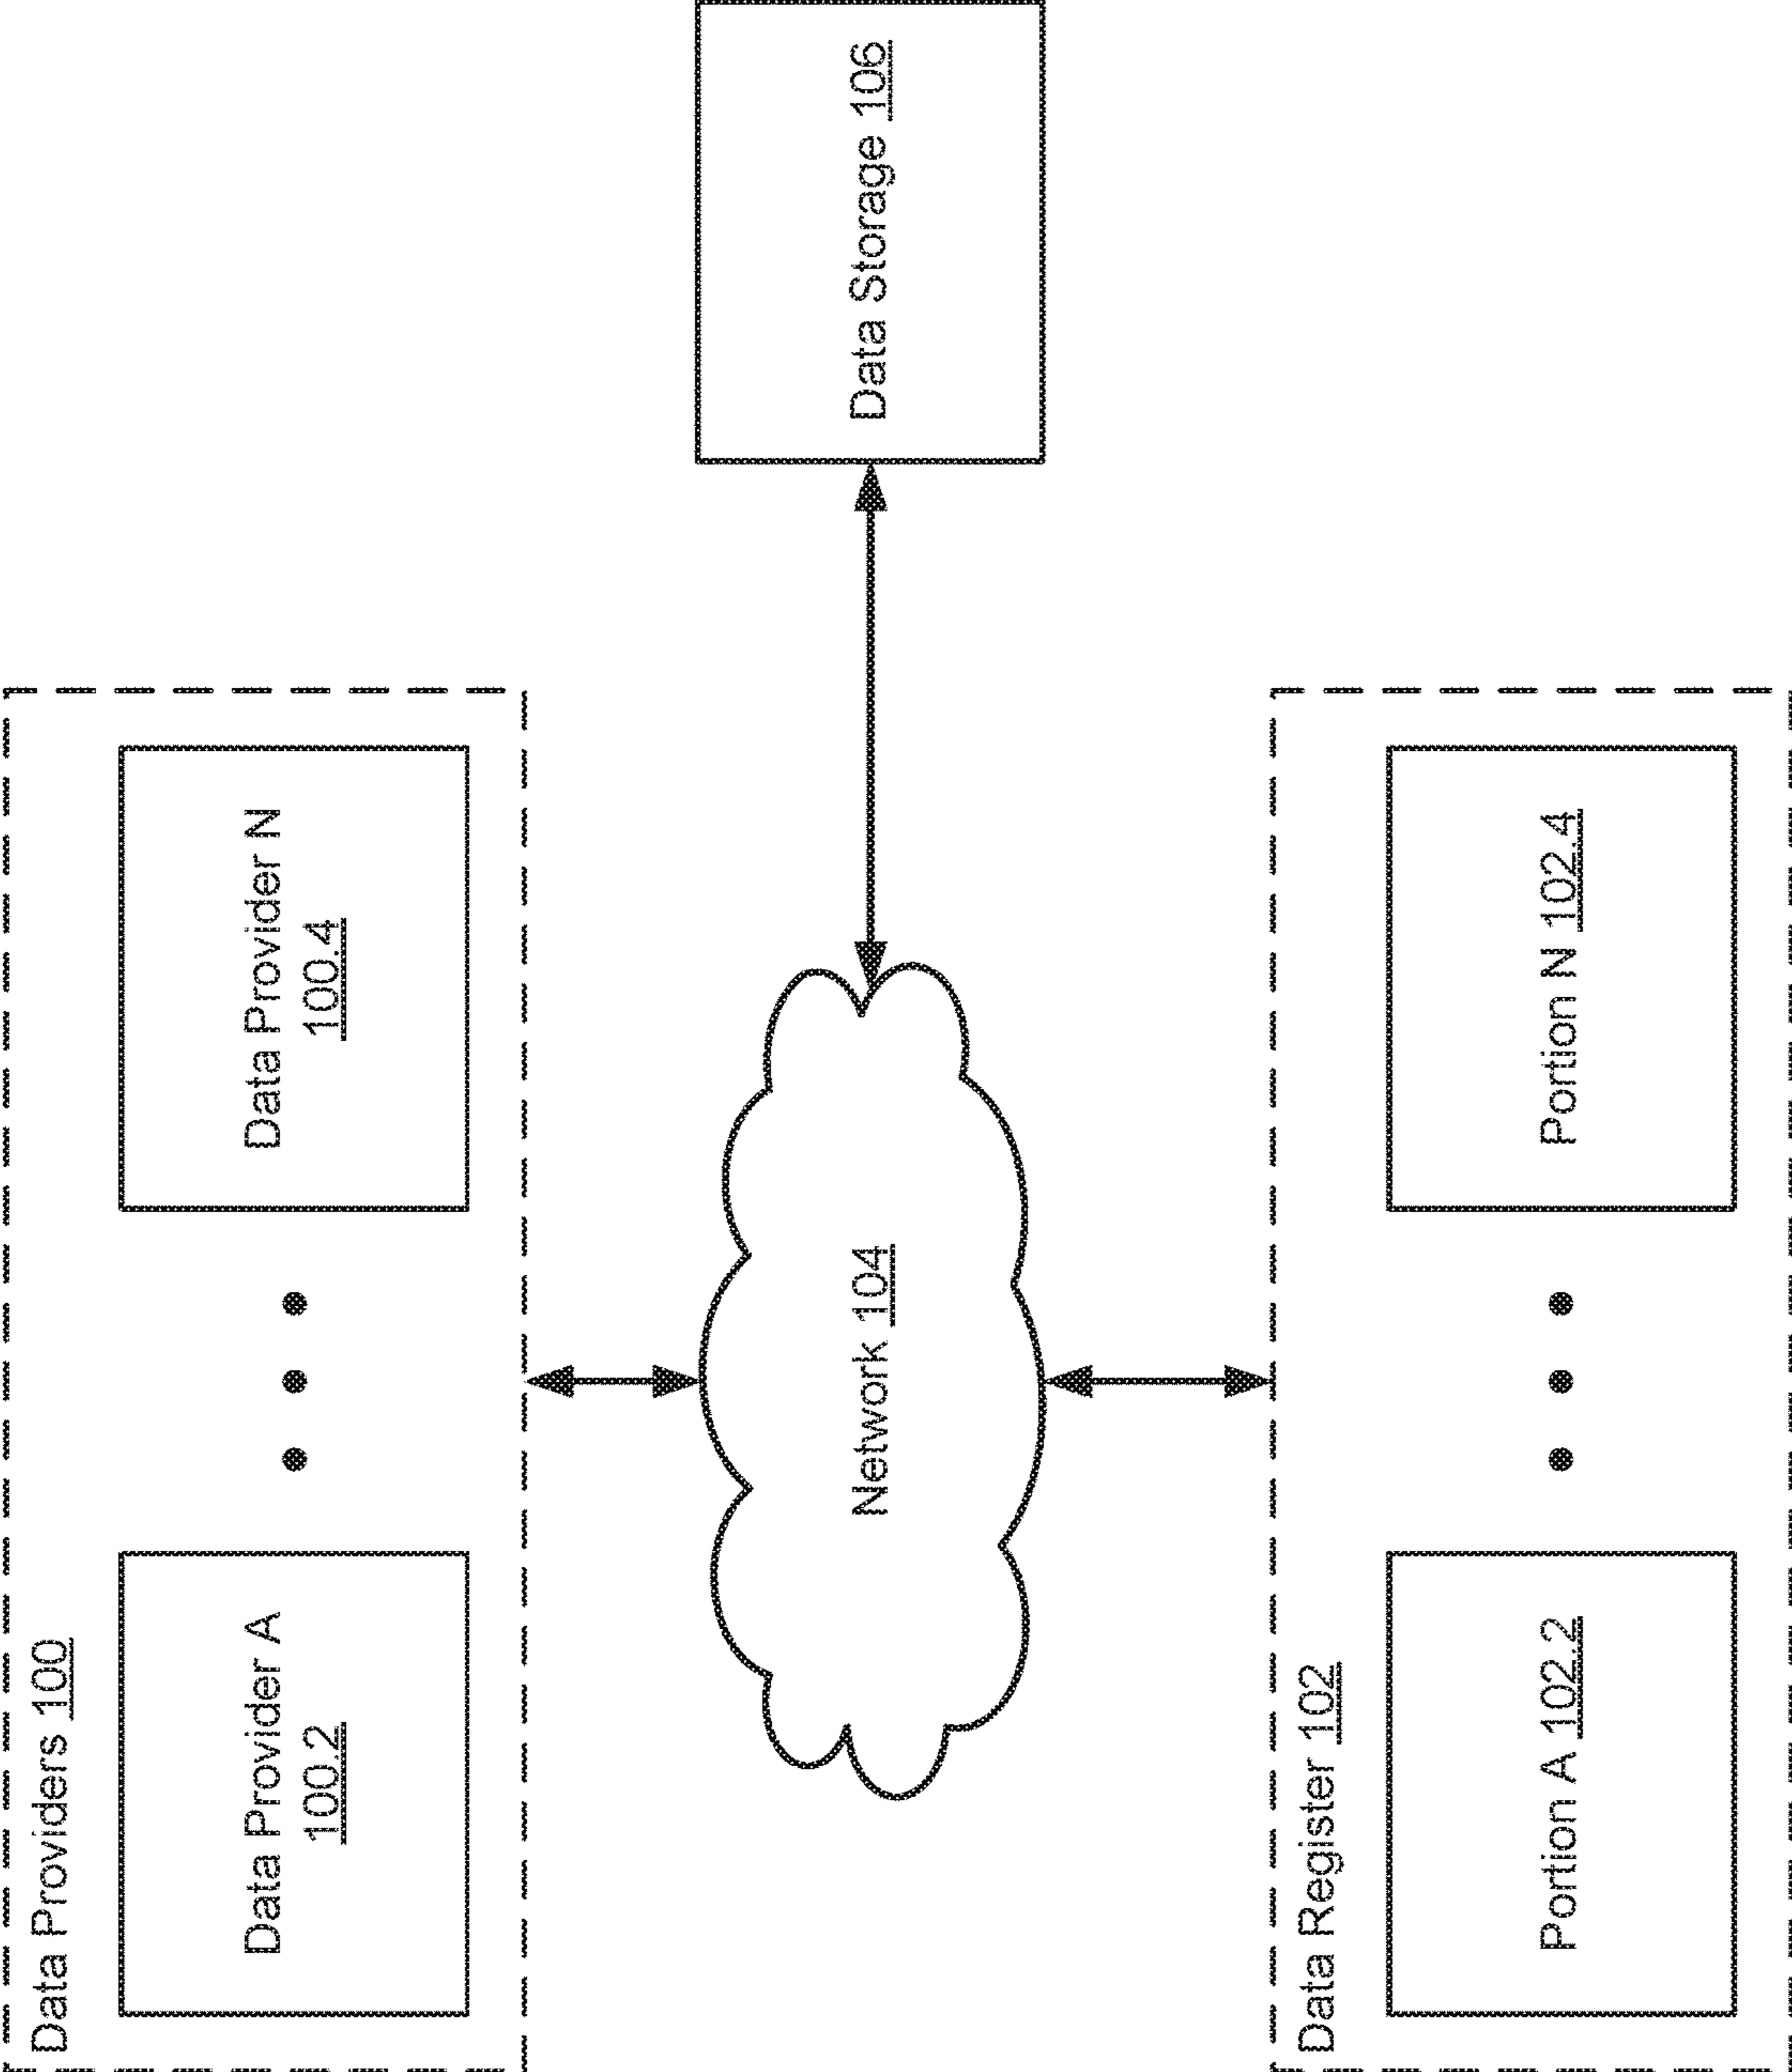 Data Providers 100
Data Provider A
100.2
Data Provider N
100.4
Network 104
Data Storage 106
Data Register 102
Portion A 102.2
Portion N 102.4